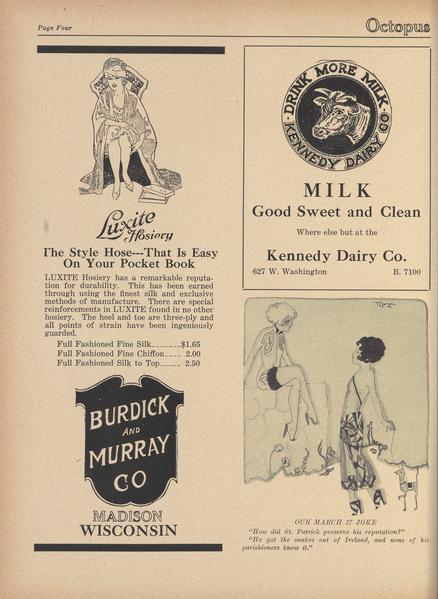 Page Four
Octopus
Luxite
Hosiery
The Style Hose---That Is Easy
On Your Pocket Book
LUXITE Hosiery has a remarkable reputa-
tion for durability. This has been earned
through using the finest silk and exclusive
methods of manufacture. There are special
reinforcements in LUXITE found in no other
hosiery. The heel and toe are three-ply and
all points of strain have been ingeniously
guarded.
Full Fashioned Fine Silk________$1.65
Full Fashioned Fine Chiffon_____ 2.00
Full Fashioned Silk to Top______ 2.50
BURDICK
AND
MURRAY
CO
MADISON
WISCONSIN
· DRINK MORE MILK ·
KENNEDY DAIRY CO
MILK
Good Sweet and Clean
Where else but at the
Kennedy Dairy Co.
627 W. Washington B. 7100
OUR MARCH 27 JOKE
"How did St. Patrick preserve his reputation?"
"He got the snakes out of Ireland, and none of his
parishioners knew it."